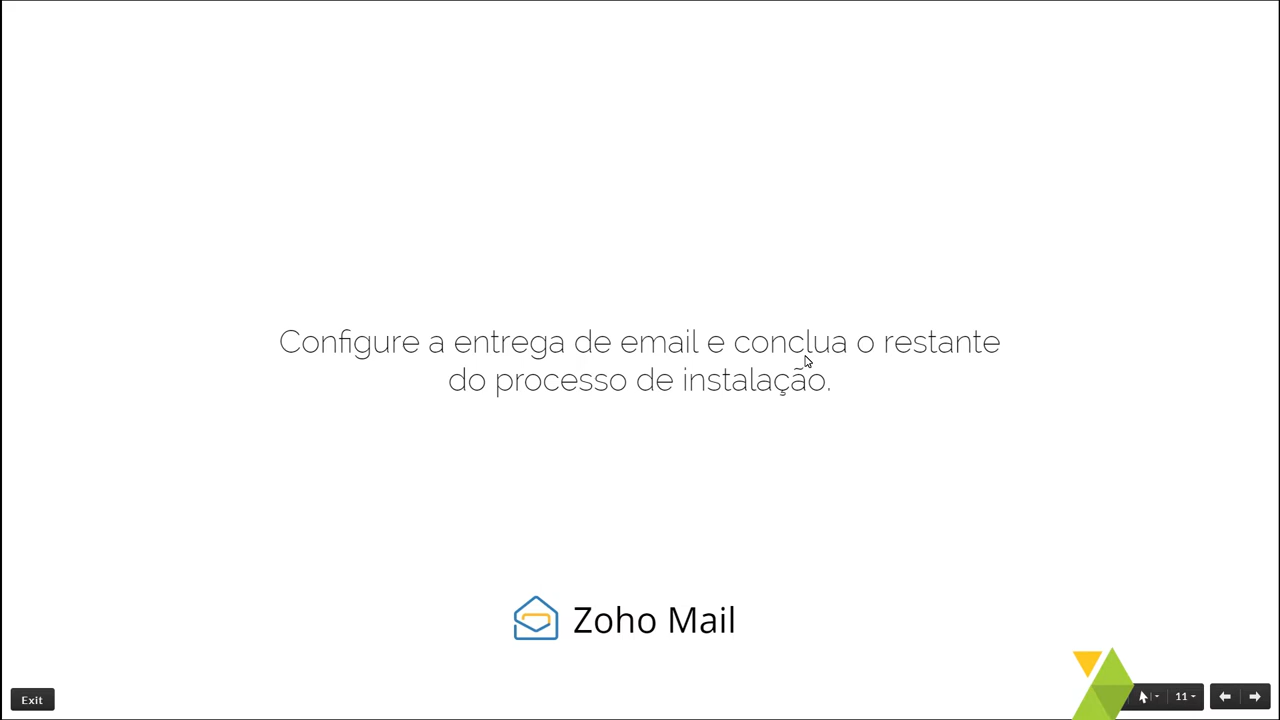 Configure a entrega de email e conclua o restante
do processo de instalação.
Zoho Mail
Exit
11